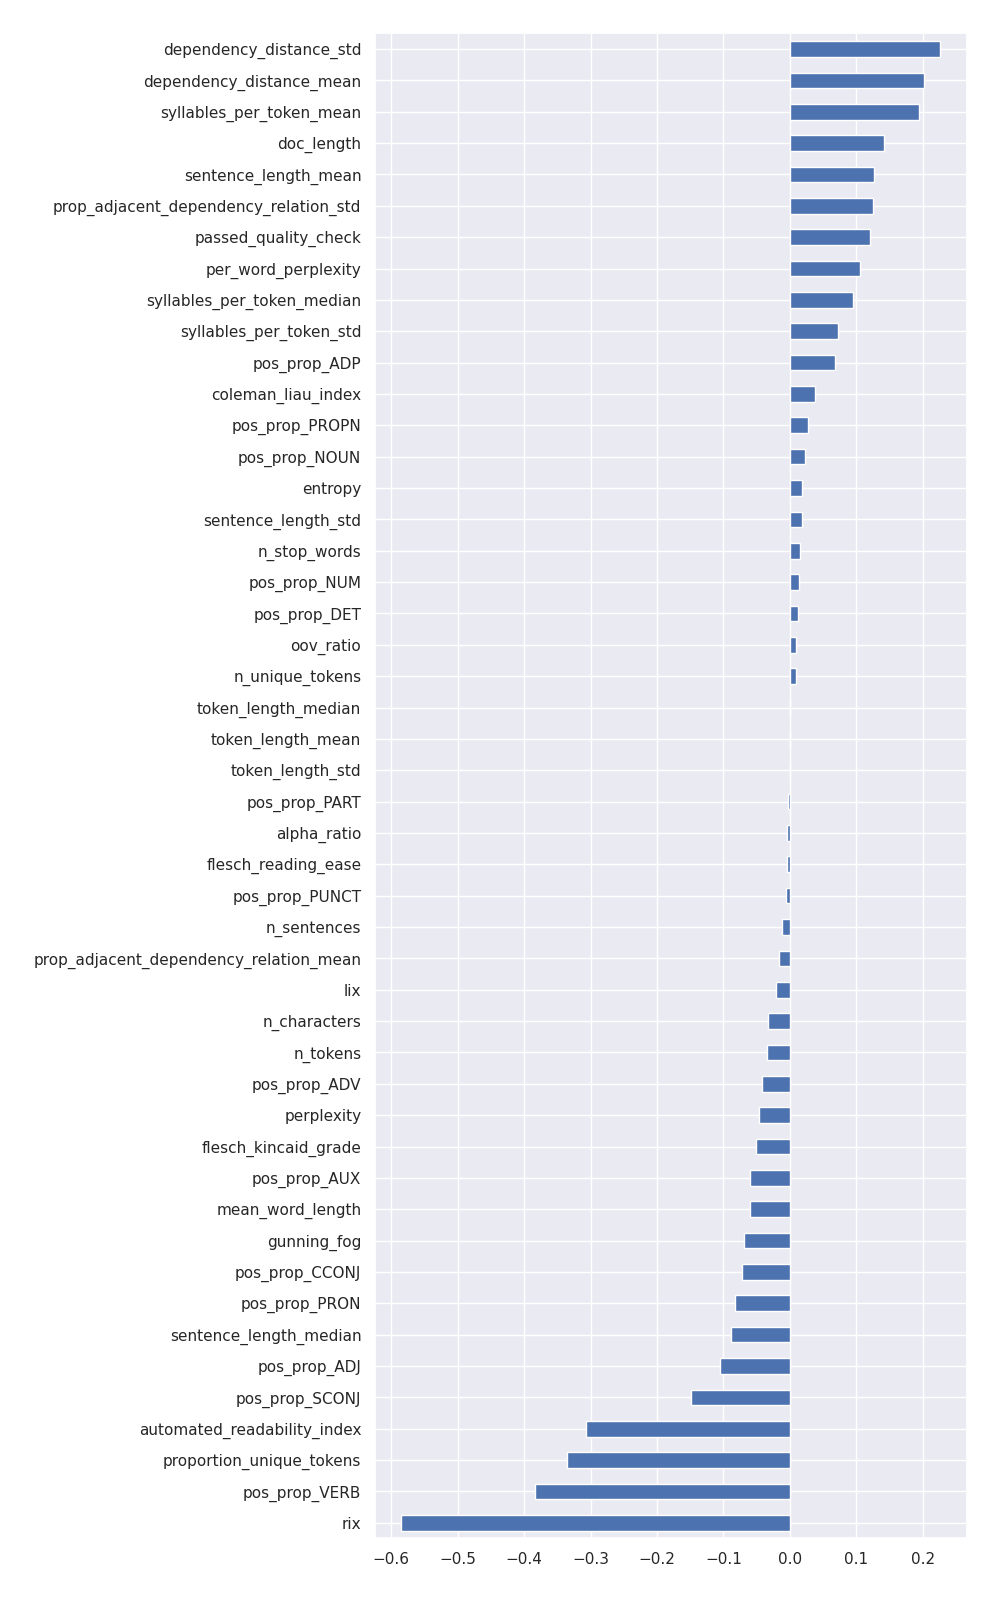 dependency_distance_std
dependency_distance_mean
syllables_per_token_mean
doc_length
sentence_length_mean
prop_adjacent_dependency_relation_std
passed_quality_check
per_word_perplexity
syllables_per_token_median
syllables_per_token_std
pos_prop_ADP
coleman_liau_index
pos_prop_PROPN
pos_prop_NOUN
entropy
sentence_length_std
n_stop_words
pos_prop_NUM
pos_prop_DET
oov_ratio
n_unique_tokens
token_length_median
token_length_mean
token_length_std
pos_prop_PART
alpha_ratio
flesch_reading_ease
pos_prop_PUNCT
n_sentences
prop_adjacent_dependency_relation_mean
lix
n_characters
n_tokens
pos_prop_ADV
perplexity
flesch_kincaid_grade
pos_prop_AUX
mean_word_length
gunning_fog
pos_prop_CCONJ
pos_prop_PRON
sentence_length_median
pos_prop_ADJ
pos_prop_SCONJ
automated_readability_index
proportion_unique_tokens
pos_prop_VERB
rix
−0.6 −0.5 −0.4 −0.3 −0.2 −0.1 0.0 0.1 0.2